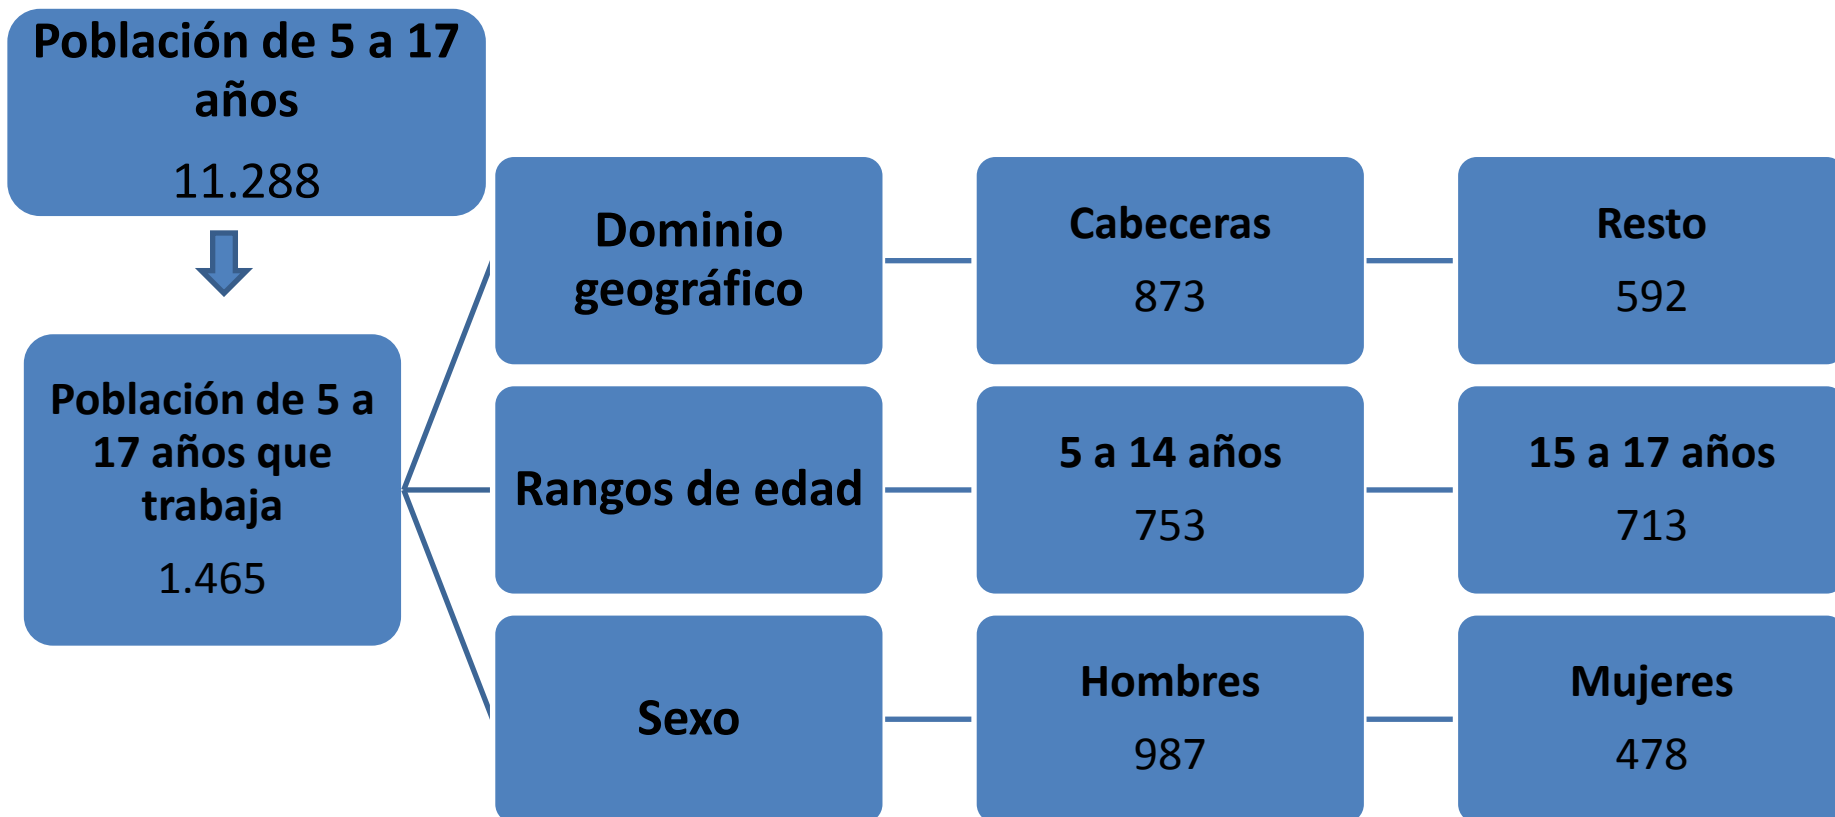 Población de 5 a 17
años
11.288
Población de 5 a
17 años que
trabaja
1.465
Dominio
geográfico
Cabeceras
873
Resto
592
Rangos de edad
5 a 14 años
753
15 a 17 años
713
Sexo
Hombres
987
Mujeres
478